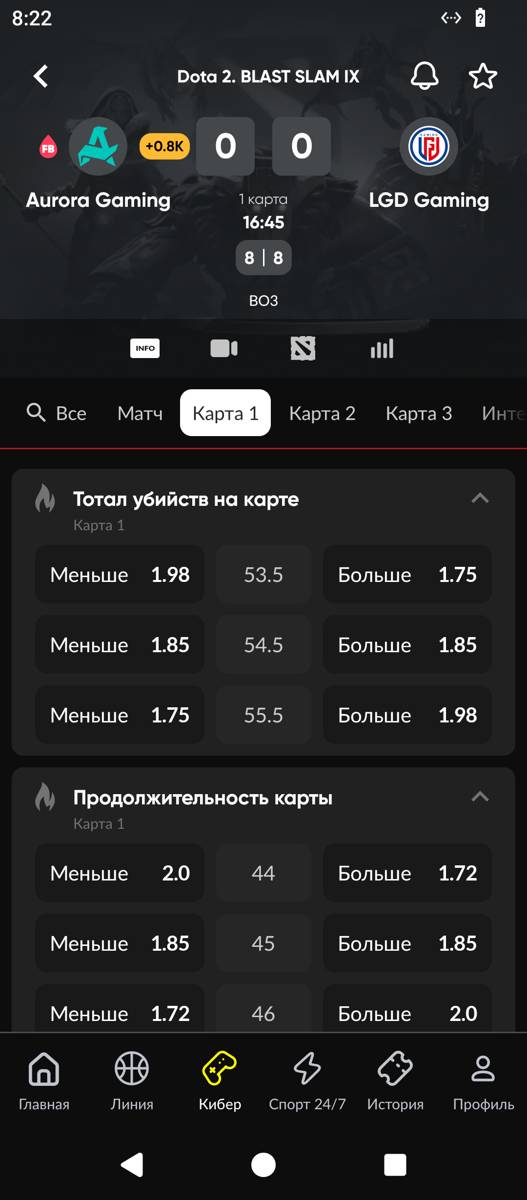 8:22
Dota 2. BLAST SLAM IX
FB
+0.8K
0 0
Aurora Gaming
LGD Gaming
1 карта
16:45
8 | 8
BO3
INFO
Все Матч Карта 1 Карта 2 Карта 3 Инте
Тотал убийств на карте
Карта 1
Меньше 1.98 53.5 Больше 1.75
Меньше 1.85 54.5 Больше 1.85
Меньше 1.75 55.5 Больше 1.98
Продолжительность карты
Карта 1
Меньше 2.0 44 Больше 1.72
Меньше 1.85 45 Больше 1.85
Меньше 1.72 46 Больше 2.0
Главная Линия Кибер Спорт 24/7 История Профиль